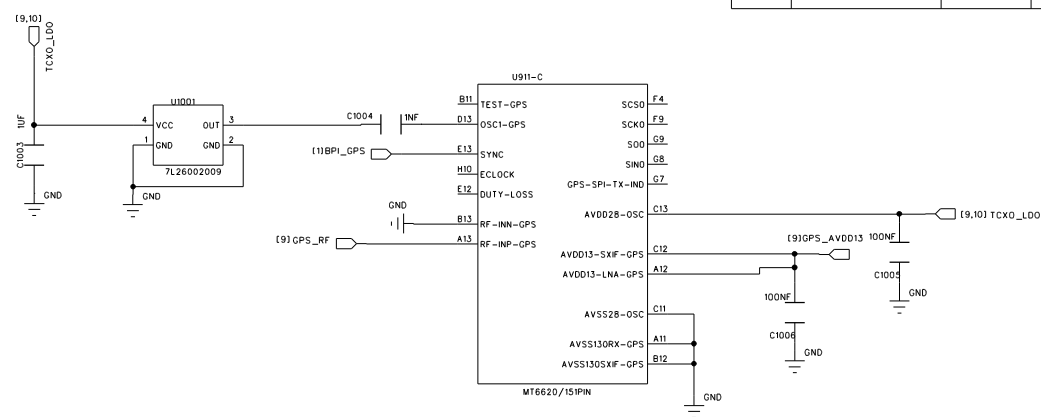 [9,10]
TCXO_LDO
1UF
C1003
GND
U1001
4 VCC OUT 3
1 GND GND 2
7L26002009
GND
C1004 1NF
[1]BPI_GPS
GND
[9]GPS_RF
U911-C
B11 TEST-GPS
D13 OSC1-GPS
E13 SYNC
H10 ECLOCK
E12 DUTY-LOSS
B13 RF-INN-GPS
A13 RF-INP-GPS
SCS0 F4
SCK0 F9
SO0 G9
SIN0 G8
GPS-SPI-TX-IND G7
AVDD28-OSC C13
AVDD13-SXIF-GPS C12
AVDD13-LNA-GPS A12
AVSS28-OSC C11
AVSS130RX-GPS A11
AVSS130SXIF-GPS B12
MT6620/151PIN
GND
[9,10] TCXO_LDO
[9]GPS_AVDD13
100NF
C1005
GND
100NF
C1006
GND